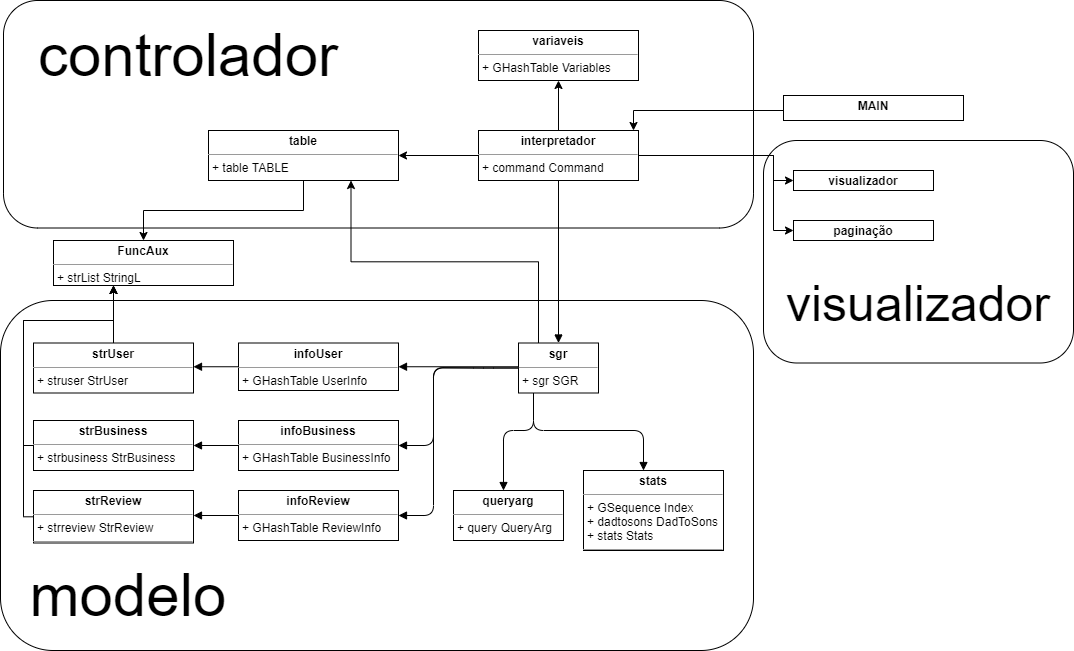 controlador
variaveis
+ GHashTable Variables
MAIN
table
+ table TABLE
interpretador
+ command Command
visualizador
paginação
visualizador
FuncAux
+ strList StringL
strUser
+ struser StrUser
infoUser
+ GHashTable UserInfo
sgr
+ sgr SGR
strBusiness
+ strbusiness StrBusiness
infoBusiness
+ GHashTable BusinessInfo
strReview
+ strreview StrReview
infoReview
+ GHashTable ReviewInfo
queryarg
+ query QueryArg
stats
+ GSequence Index
+ dadtosons DadToSons
+ stats Stats
modelo